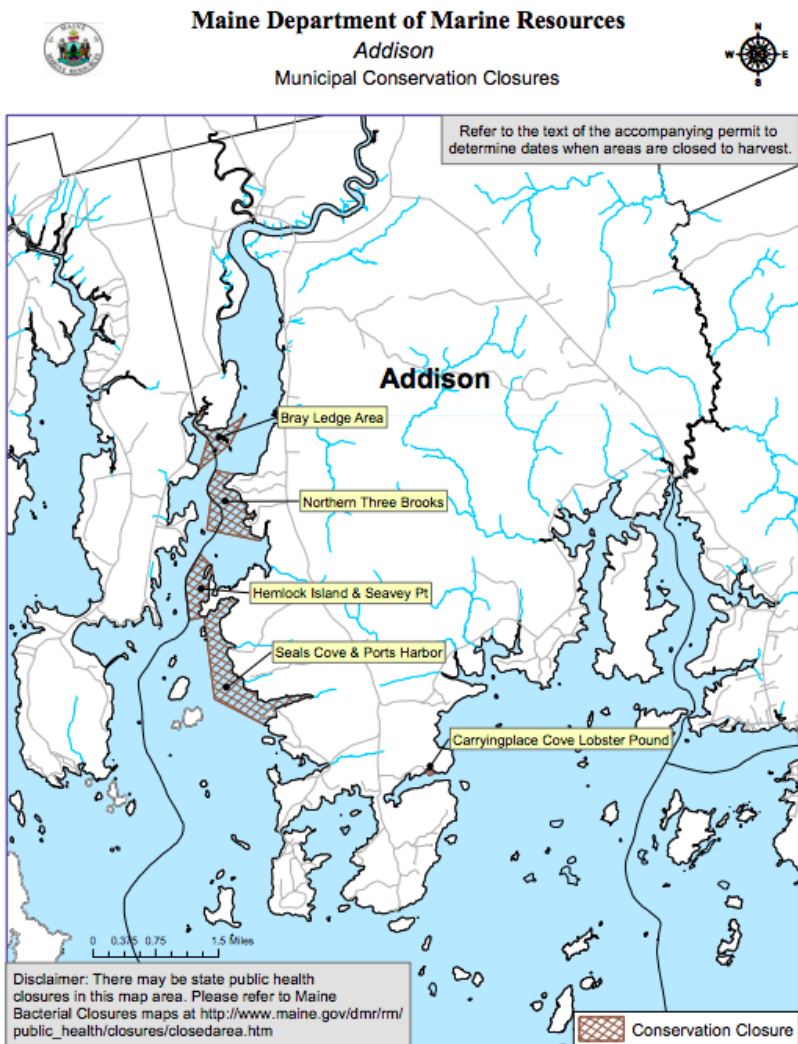 Maine Department of Marine Resources
Addison
Municipal Conservation Closures
MAINE
MARINE RESOURCES
N
W
E
S
Refer to the text of the accompanying permit to
determine dates when areas are closed to harvest.
Addison
Bray Ledge Area
Northern Three Brooks
Hemlock Island & Seavey Pt
Seals Cove & Ports Harbor
Carryingplace Cove Lobster Pound
0 0.375 0.75 1.5 Miles
Disclaimer: There may be state public health
closures in this map area. Please refer to Maine
Bacterial Closures maps at http://www.maine.gov/dmr/rm/
public_health/closures/closedarea.htm
Conservation Closure